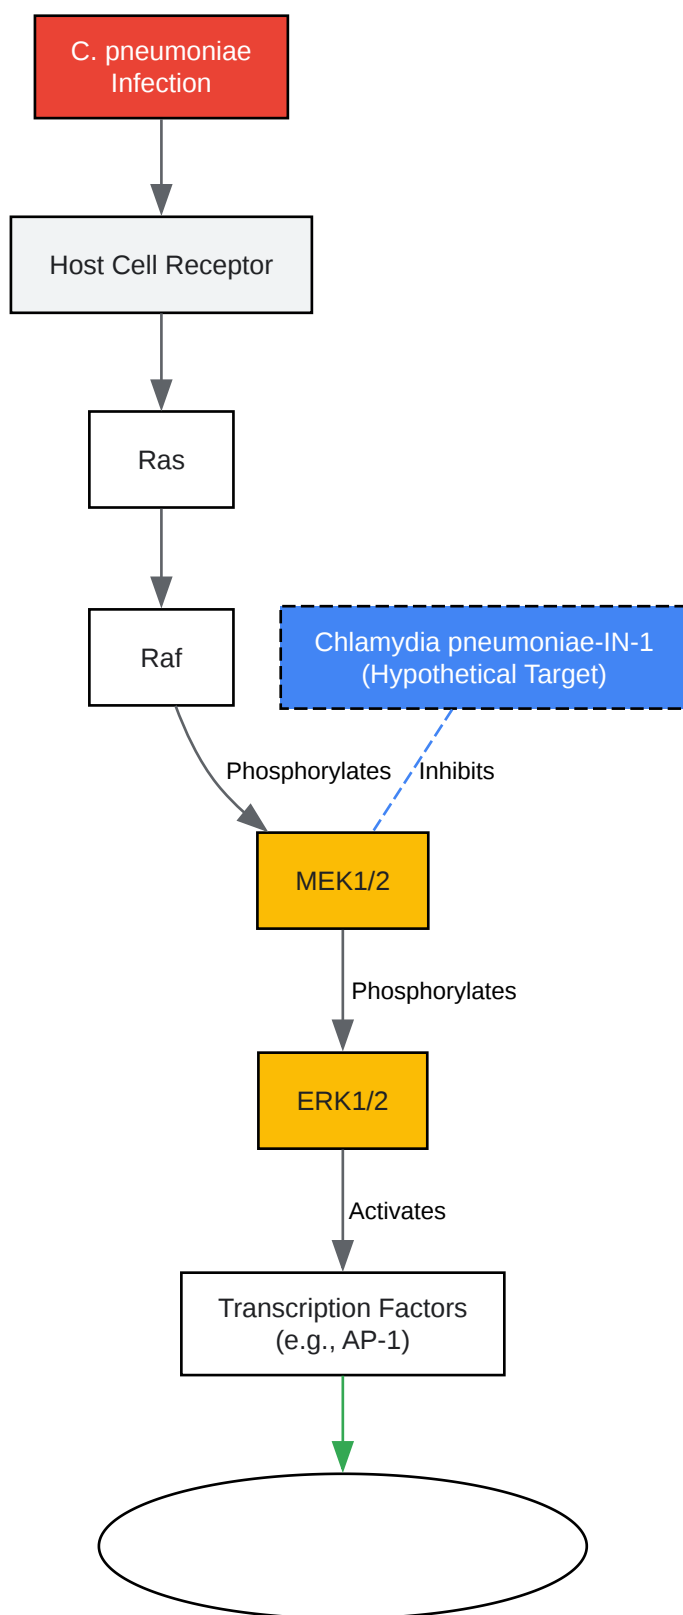 C. pneumoniae
Infection
Host Cell Receptor
Ras
Raf
Chlamydia pneumoniae-IN-1
(Hypothetical Target)
Phosphorylates
Inhibits
MEK1/2
Phosphorylates
ERK1/2
Activates
Transcription Factors
(e.g., AP-1)